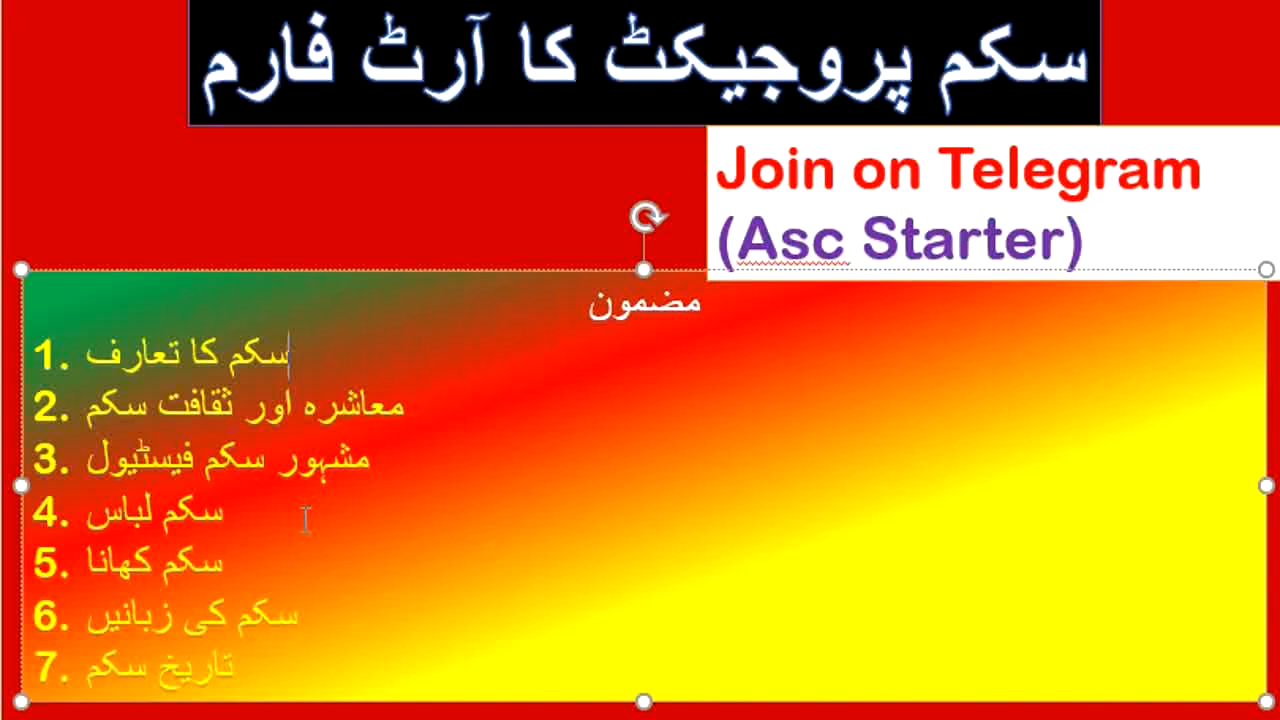 سکم پروجیکٹ کا آرٹ فارم
Join on Telegram
(Asc Starter)
مضمون
1. سکم کا تعارف
2. معاشرہ اور ثقافت سکم
3. مشہور سکم فیسٹیول
4. سکم لباس
5. سکم کھانا
6. سکم کی زبانیں
7. تاریخ سکم